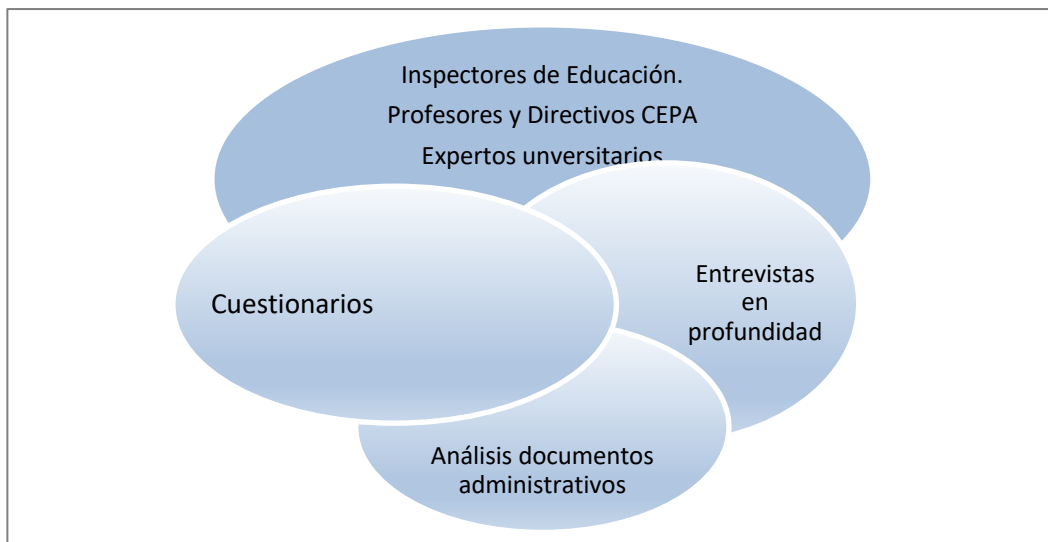 Inspectores de Educación.
Profesores y Directivos CEPA
Expertos unversitarios
Cuestionarios
Entrevistas
en
profundidad
Análisis documentos
administrativos